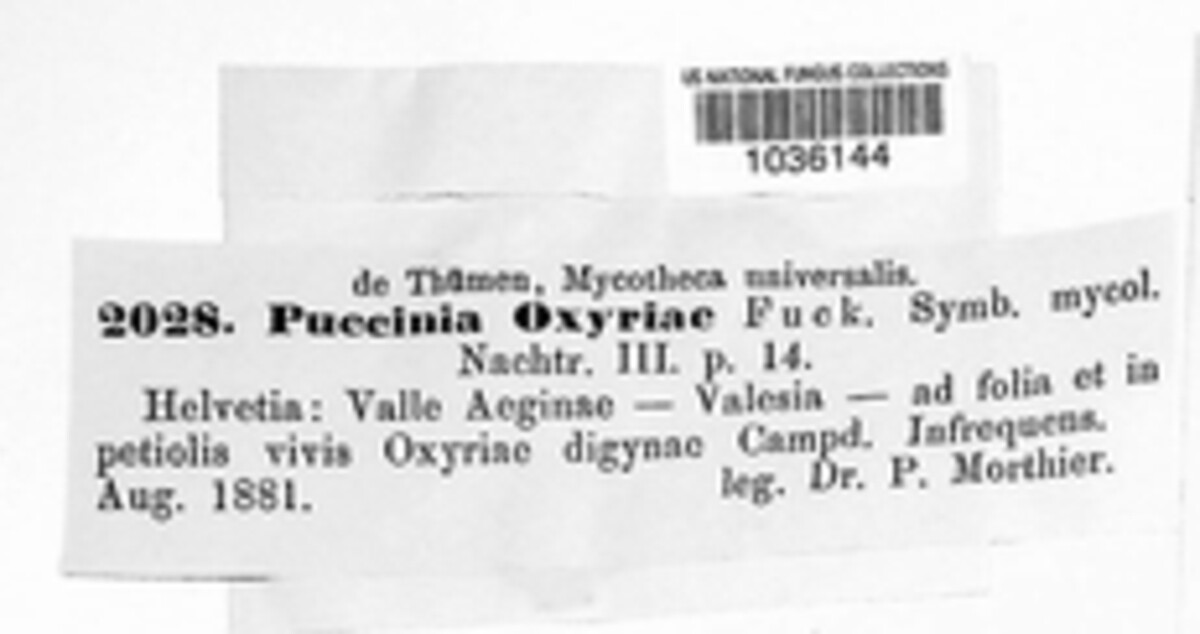 US NATIONAL FUNGUS COLLECTIONS
1036144
de Thümen, Mycotheca universalis.
2028. Puccinia Oxyriae Fuck. Symb. mycol.
Nachtr. III. p. 14.
Helvetia: Valle Aeginae — Valesia — ad folia et in
petiolis vivis Oxyriae digynae Campd. Infrequens.
Aug. 1881. leg. Dr. P. Morthier.